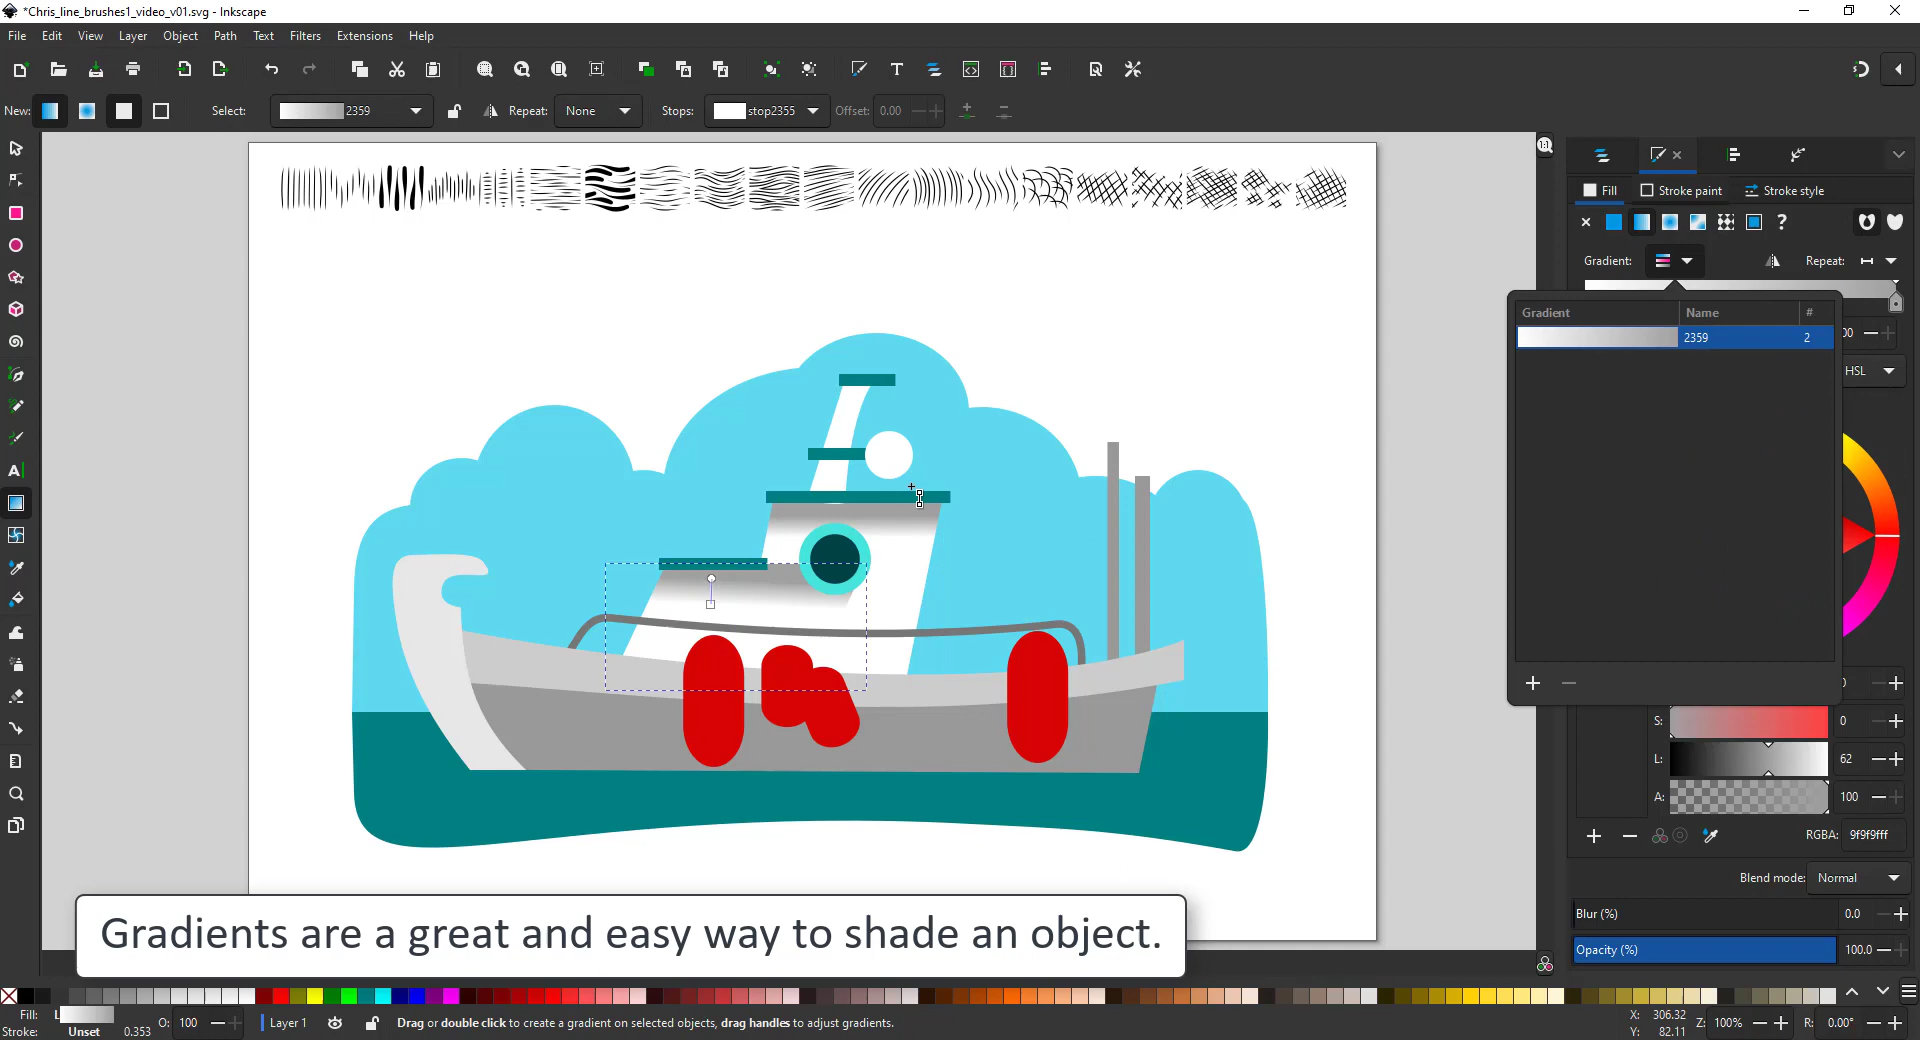 *Chris_line_brushes1_video_v01.svg - Inkscape
File Edit View Layer Object Path Text Filters Extensions Help
New: Select: 2359 Repeat: None Stops: stop2355 Offset: 0.00
Fill Stroke paint Stroke style
Gradient: Repeat:
Gradient Name #
2359 2
HSL
S: 0
L: 62
A: 100
RGBA: 9f9f9fff
Blend mode: Normal
Blur (%) 0.0
Opacity (%) 100.0
Gradients are a great and easy way to shade an object.
Fill: L
Stroke: Unset 0.353 O: 100 Layer 1 Drag or double click to create a gradient on selected objects, drag handles to adjust gradients.
X: 306.32
Y: 82.11
Z: 100% R: 0.00°